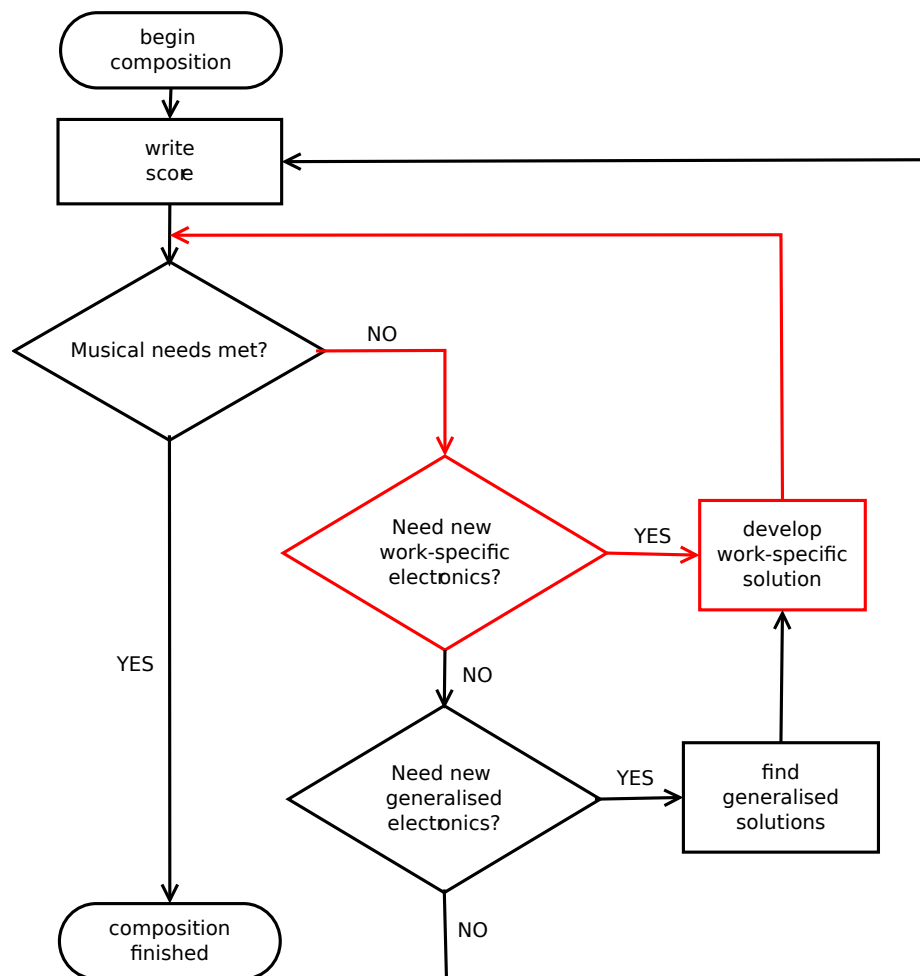 begin
composition
write
score
Musical needs met?
NO
Need new
work-specific
electronics?
YES
develop
work-specific
solution
YES
NO
Need new
generalised
electronics?
YES
find
generalised
solutions
NO
composition
finished